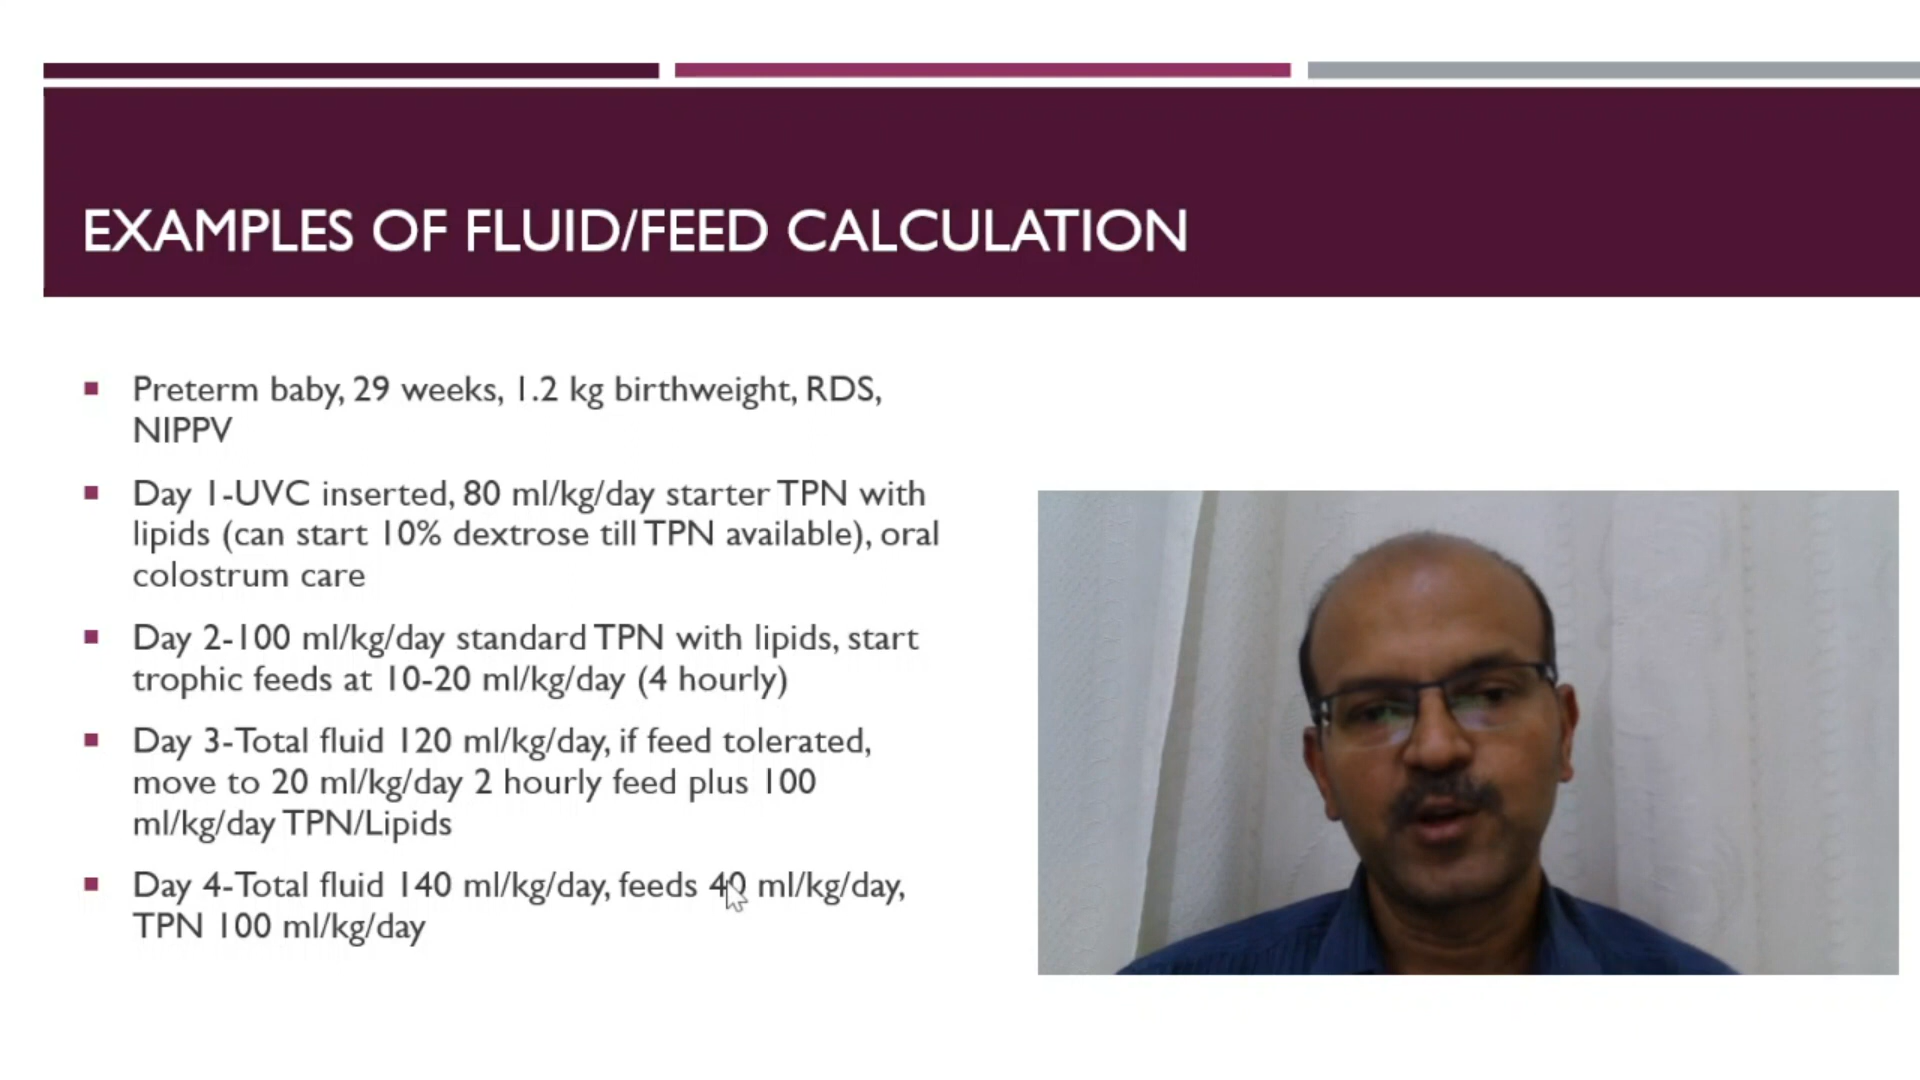 EXAMPLES OF FLUID/FEED CALCULATION
Preterm baby, 29 weeks, 1.2 kg birthweight, RDS,
NIPPV
Day 1-UVC inserted, 80 ml/kg/day starter TPN with
lipids (can start 10% dextrose till TPN available), oral
colostrum care
Day 2-100 ml/kg/day standard TPN with lipids, start
trophic feeds at 10-20 ml/kg/day (4 hourly)
Day 3-Total fluid 120 ml/kg/day, if feed tolerated,
move to 20 ml/kg/day 2 hourly feed plus 100
ml/kg/day TPN/Lipids
Day 4-Total fluid 140 ml/kg/day, feeds 40 ml/kg/day,
TPN 100 ml/kg/day